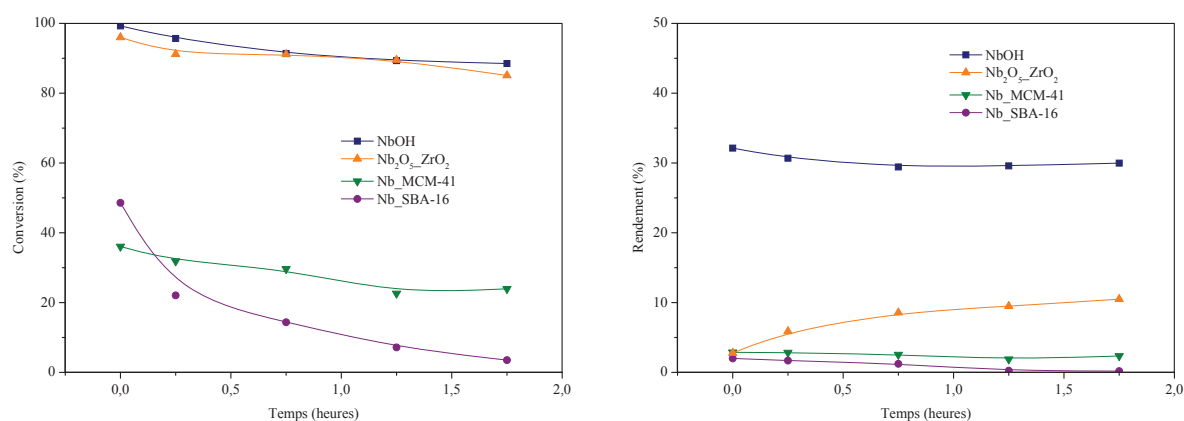 100
80
60
40
20
0
Conversion (%)
NbOH
Nb₂O₅_ZrO₂
Nb_MCM-41
Nb_SBA-16
0,0 0,5 1,0 1,5 2,0
Temps (heures)
50
40
30
20
10
0
Rendement (%)
NbOH
Nb₂O₅_ZrO₂
Nb_MCM-41
Nb_SBA-16
0,0 0,5 1,0 1,5 2,0
Temps (heures)